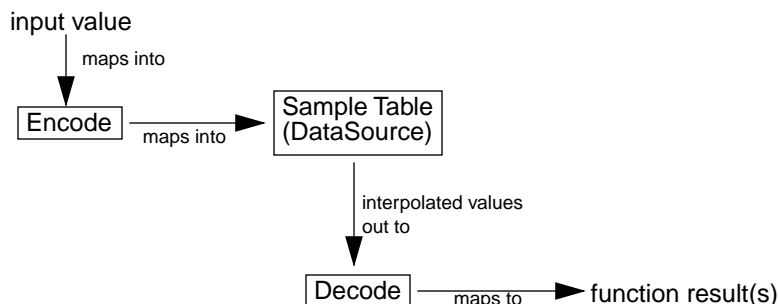 input value
maps into
Encode
maps into
Sample Table
(DataSource)
interpolated values
out to
Decode
maps to
function result(s)